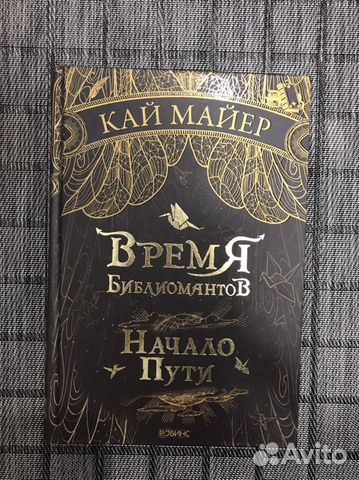 КАЙ МАЙЕР
ВРЕМЯ
БИБЛИОМАНТОВ
НАЧАЛО
ПУТИ
РОБИНС
Avito